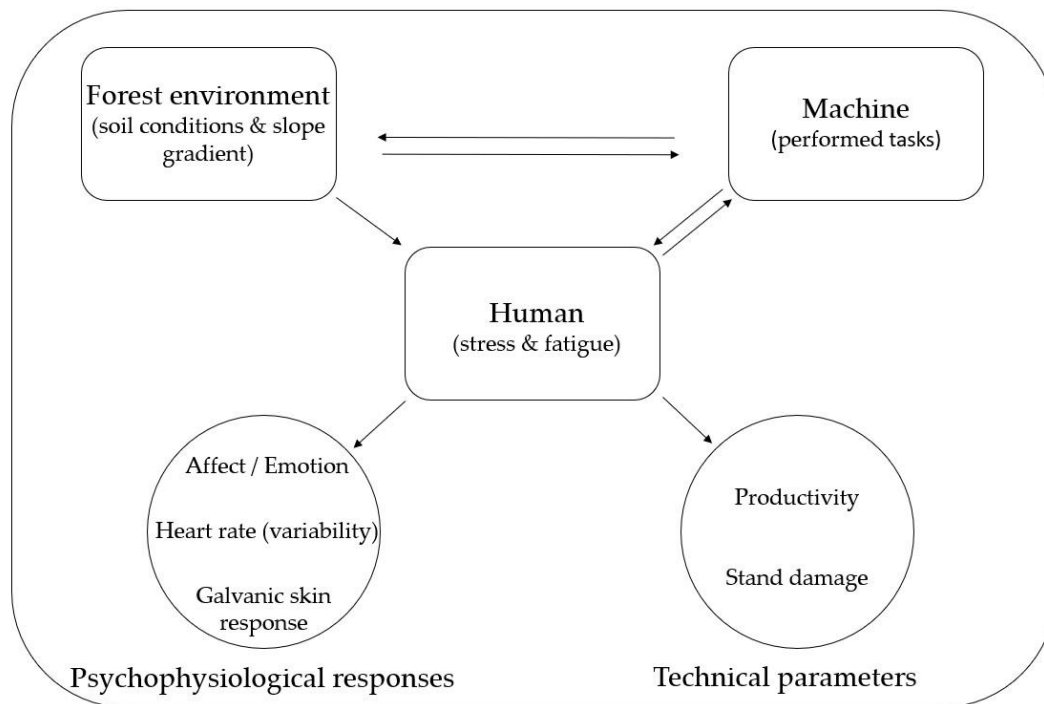 Forest environment
(soil conditions & slope
gradient)
Machine
(performed tasks)
Human
(stress & fatigue)
Affect / Emotion
Heart rate (variability)
Galvanic skin
response
Productivity
Stand damage
Psychophysiological responses
Technical parameters